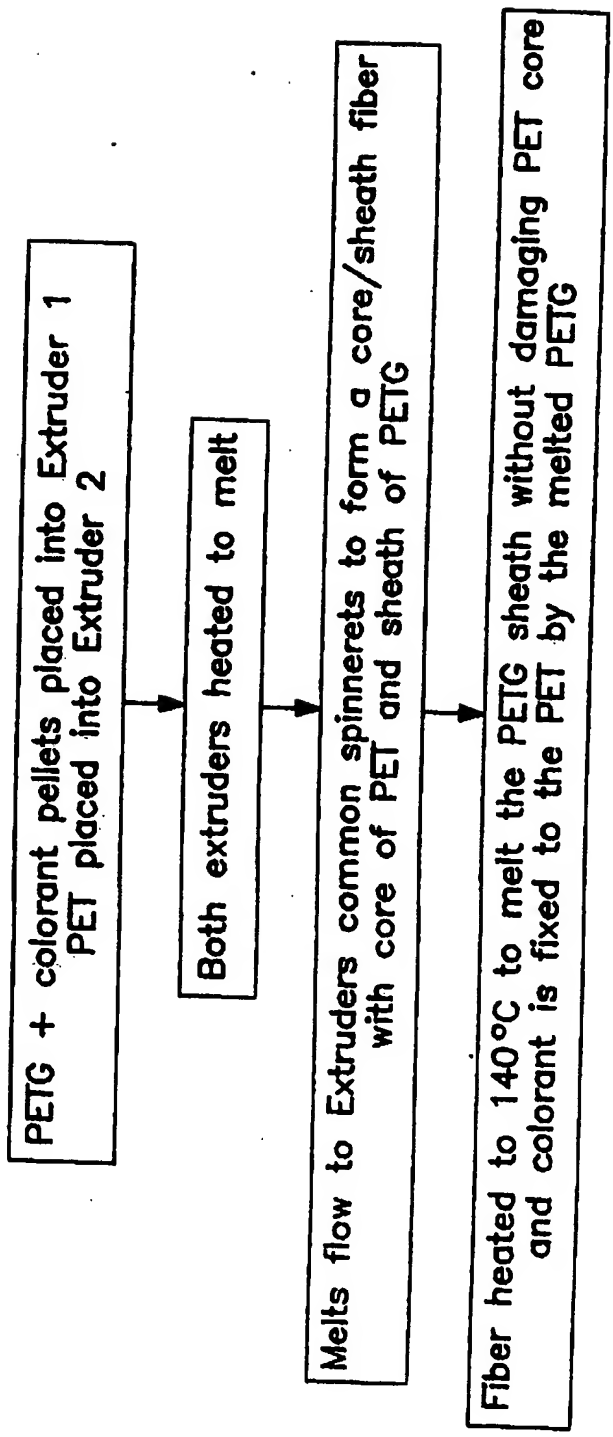 PETG + colorant pellets placed into Extruder 1
PET placed into Extruder 2
Both extruders heated to melt
Melts flow to Extruders common spinnerets to form a core/sheath fiber
with core of PET and sheath of PETG
Fiber heated to 140°C to melt the PETG sheath without damaging PET core
and colorant is fixed to the PET by the melted PETG